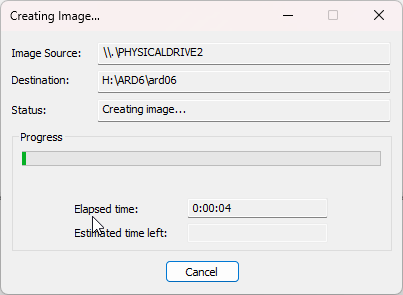 Creating Image...
Image Source: \\.\PHYSICALDRIVE2
Destination: H:\ARD6\ard06
Status: Creating image...
Progress
Elapsed time: 0:00:04
Estimated time left:
Cancel